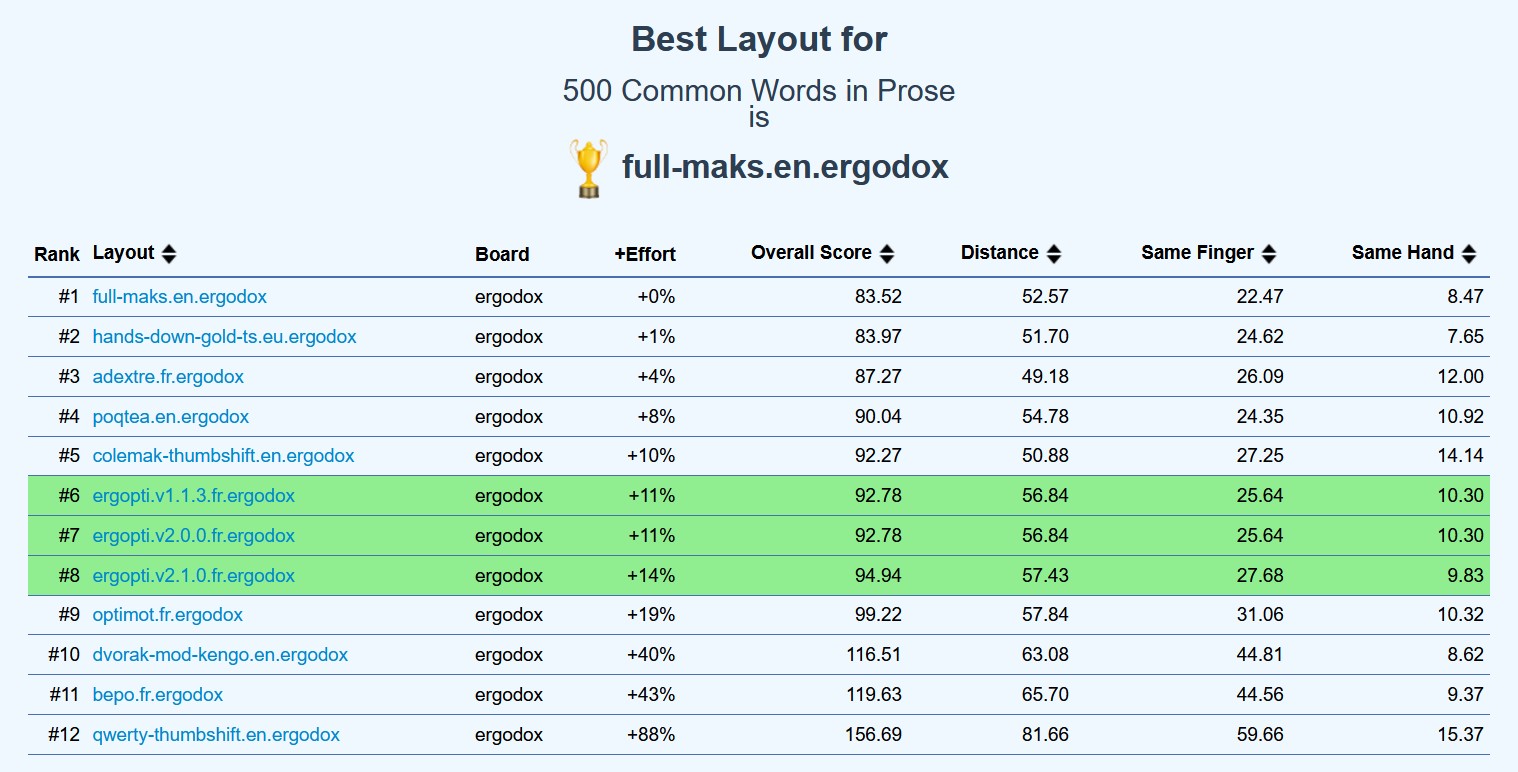 Best Layout for
500 Common Words in Prose
is
full-maks.en.ergodox
Rank Layout Board +Effort Overall Score Distance Same Finger Same Hand
#1 full-maks.en.ergodox ergodox +0% 83.52 52.57 22.47 8.47
#2 hands-down-gold-ts.eu.ergodox ergodox +1% 83.97 51.70 24.62 7.65
#3 adextre.fr.ergodox ergodox +4% 87.27 49.18 26.09 12.00
#4 poqtea.en.ergodox ergodox +8% 90.04 54.78 24.35 10.92
#5 colemak-thumbshift.en.ergodox ergodox +10% 92.27 50.88 27.25 14.14
#6 ergopti.v1.1.3.fr.ergodox ergodox +11% 92.78 56.84 25.64 10.30
#7 ergopti.v2.0.0.fr.ergodox ergodox +11% 92.78 56.84 25.64 10.30
#8 ergopti.v2.1.0.fr.ergodox ergodox +14% 94.94 57.43 27.68 9.83
#9 optimot.fr.ergodox ergodox +19% 99.22 57.84 31.06 10.32
#10 dvorak-mod-kengo.en.ergodox ergodox +40% 116.51 63.08 44.81 8.62
#11 bepo.fr.ergodox ergodox +43% 119.63 65.70 44.56 9.37
#12 qwerty-thumbshift.en.ergodox ergodox +88% 156.69 81.66 59.66 15.37